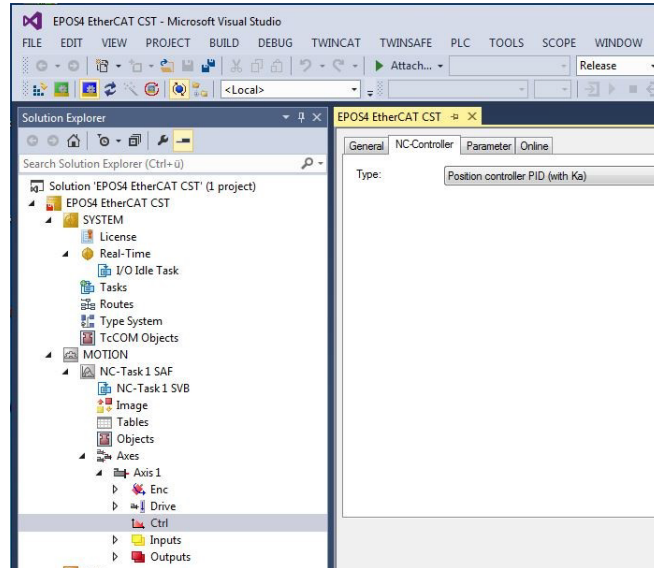 EPOS4 EtherCAT CST - Microsoft Visual Studio
FILE EDIT VIEW PROJECT BUILD DEBUG TWINCAT TWINSAFE PLC TOOLS SCOPE WINDOW
Attach... Release
<Local>
Solution Explorer
Search Solution Explorer (Ctrl+ü)
Solution 'EPOS4 EtherCAT CST' (1 project)
EPOS4 EtherCAT CST
SYSTEM
License
Real-Time
I/O Idle Task
Tasks
Routes
Type System
TcCOM Objects
MOTION
NC-Task 1 SAF
NC-Task 1 SVB
Image
Tables
Objects
Axes
Axis 1
Enc
Drive
Ctrl
Inputs
Outputs
EPOS4 EtherCAT CST
General NC-Controller Parameter Online
Type: Position controller PID (with Ka)